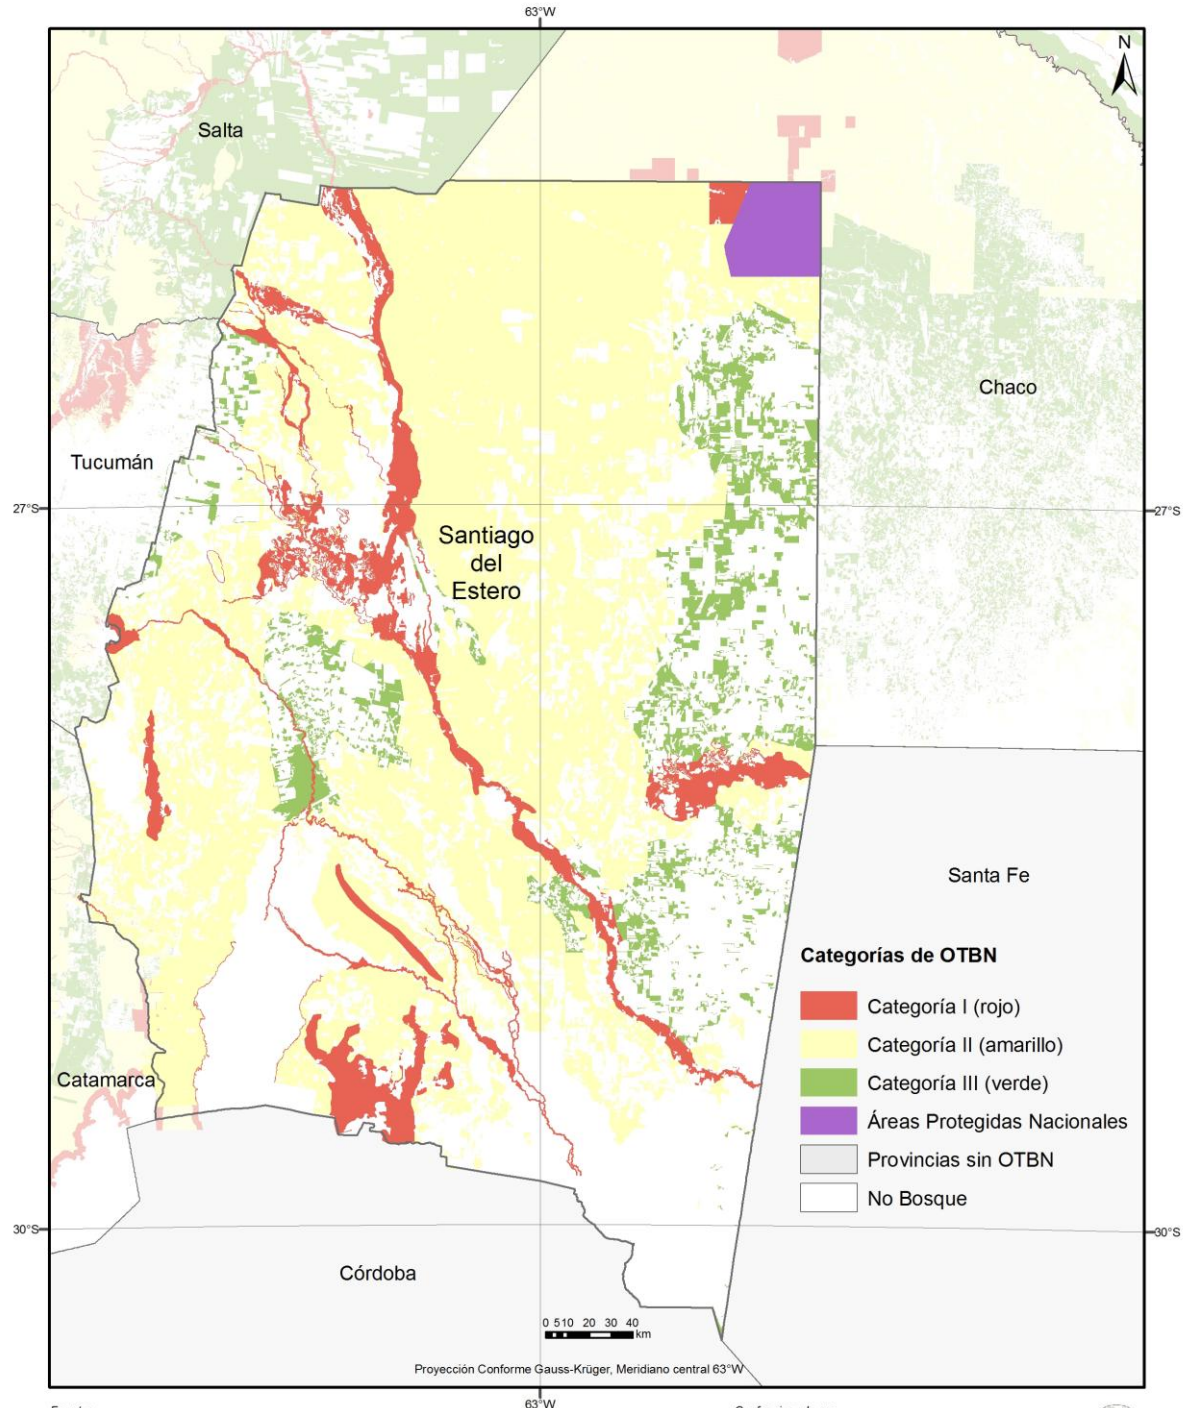 63°W
N
Salta
Chaco
Tucumán
27°S
27°S
Santiago
del
Estero
Santa Fe
Categorías de OTBN
Categoría I (rojo)
Categoría II (amarillo)
Categoría III (verde)
Áreas Protegidas Nacionales
Provincias sin OTBN
No Bosque
Catamarca
30°S
30°S
Córdoba
0 5 10 20 30 40
km
Proyección Conforme Gauss-Krüger, Meridiano central 63°W
63°W